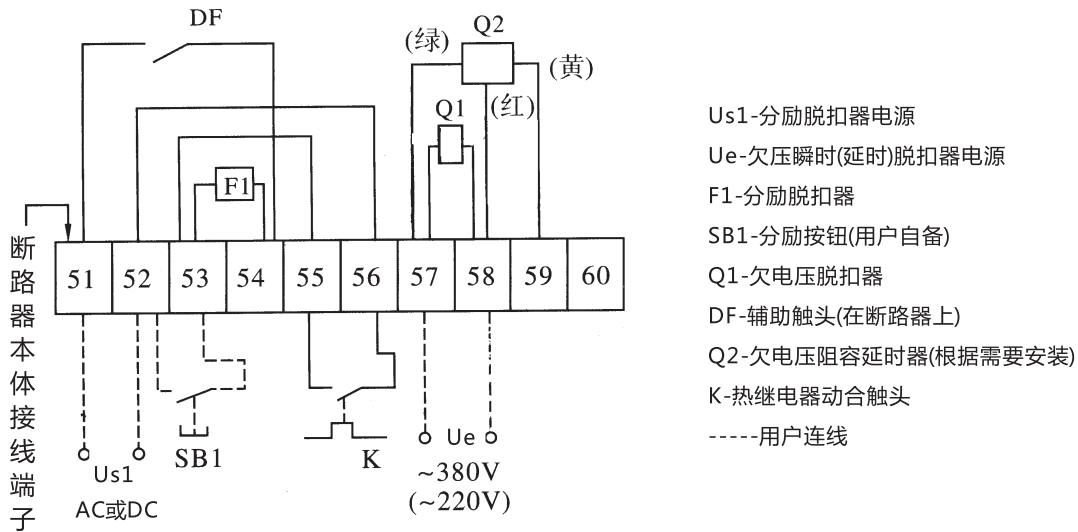 DF
Q2
(绿)
(黄)
(红)
Q1
F1
断路器本体接线端子
51 52 53 54 55 56 57 58 59 60
SB1
K
Us1
AC或DC
Ue
~380V
(~220V)
Us1-分励脱扣器电源
Ue-欠压瞬时(延时)脱扣器电源
F1-分励脱扣器
SB1-分励按钮(用户自备)
Q1-欠电压脱扣器
DF-辅助触头(在断路器上)
Q2-欠电压阻容延时器(根据需要安装)
K-热继电器动合触头
-----用户连线